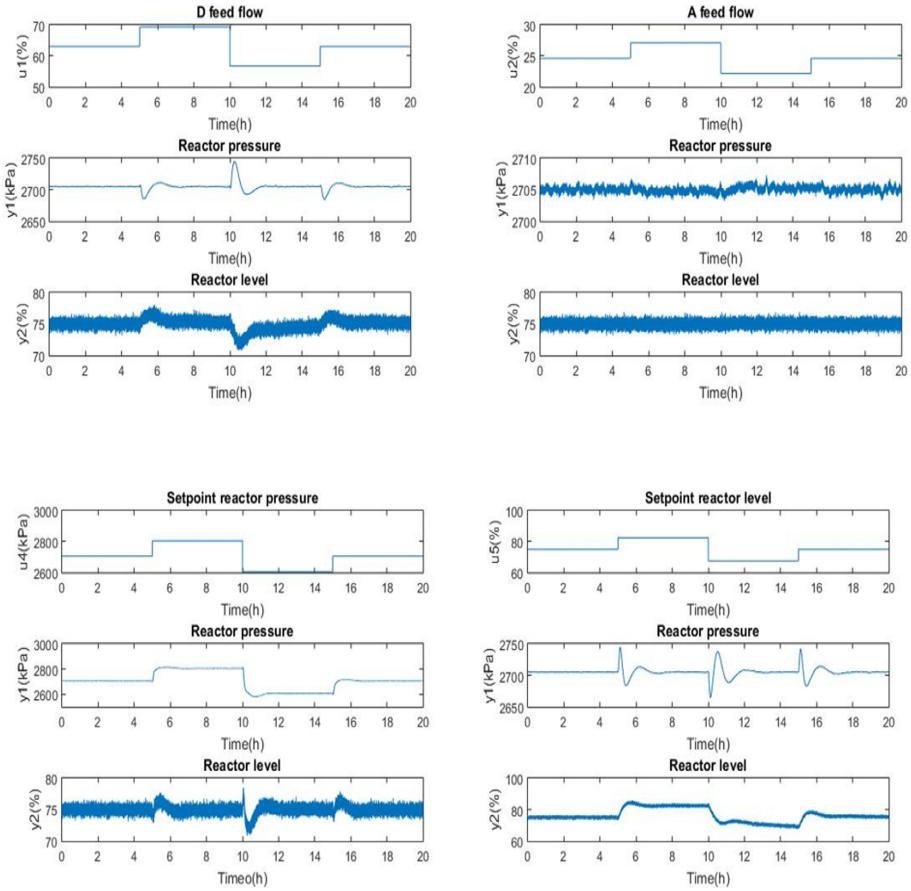 D feed flow
70
60
50
u1(%)
0 2 4 6 8 10 12 14 16 18 20
Time(h)
Reactor pressure
2750
2700
2650
y1(kPa)
0 2 4 6 8 10 12 14 16 18 20
Time(h)
Reactor level
80
75
70
y2(%)
0 2 4 6 8 10 12 14 16 18 20
Time(h)
A feed flow
30
25
20
u2(%)
0 2 4 6 8 10 12 14 16 18 20
Time(h)
Reactor pressure
2710
2705
2700
y1(kPa)
0 2 4 6 8 10 12 14 16 18 20
Time(h)
Reactor level
80
75
70
y2(%)
0 2 4 6 8 10 12 14 16 18 20
Time(h)
Setpoint reactor pressure
3000
2800
2600
u4(kPa)
0 2 4 6 8 10 12 14 16 18 20
Time(h)
Reactor pressure
3000
2800
2600
y1(kPa)
0 2 4 6 8 10 12 14 16 18 20
Time(h)
Reactor level
80
75
70
y2(%)
0 2 4 6 8 10 12 14 16 18 20
Timeo(h)
Setpoint reactor level
100
80
60
u5(%)
0 2 4 6 8 10 12 14 16 18 20
Time(h)
Reactor pressure
2750
2700
2650
y1(kPa)
0 2 4 6 8 10 12 14 16 18 20
Time(h)
Reactor level
100
80
60
y2(%)
0 2 4 6 8 10 12 14 16 18 20
Time(h)